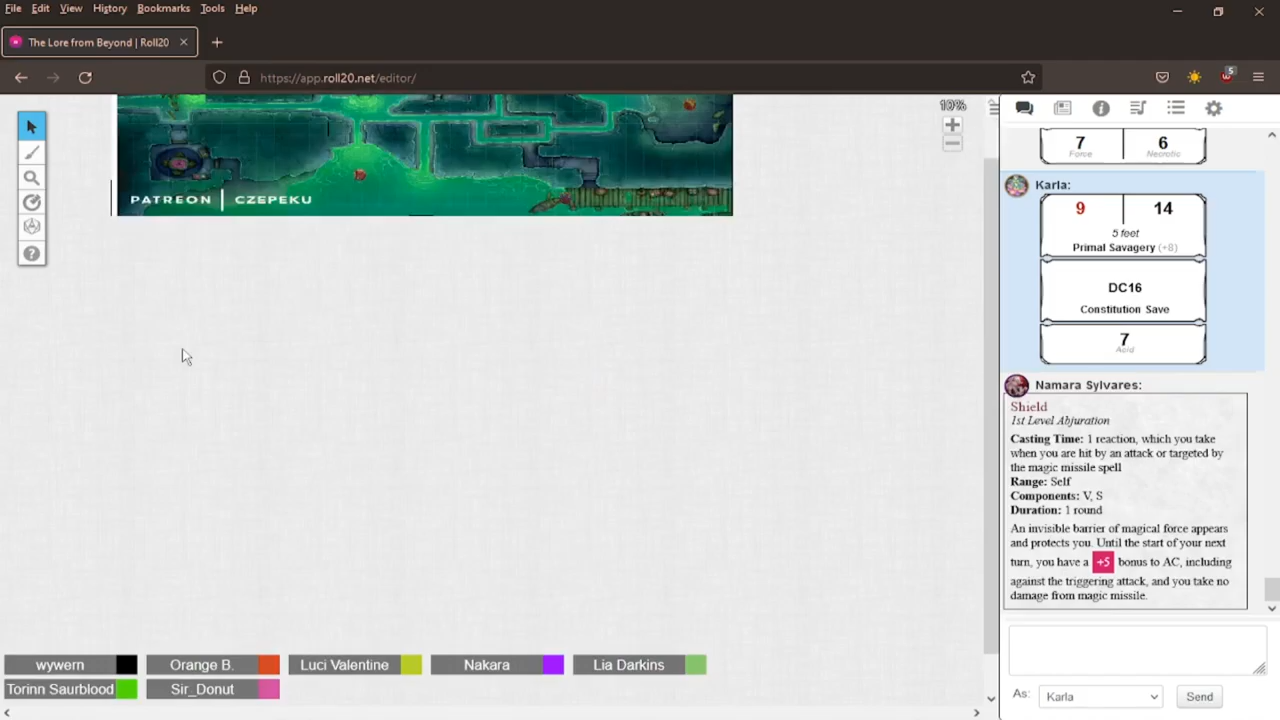 File Edit View History Bookmarks Tools Help
The Lore from Beyond | Roll20
https://app.roll20.net/editor/
5
10%
7 6
Force Necrotic
Karla:
9 14
5 feet
Primal Savagery (+8)
DC16
Constitution Save
7
Acid
Namara Sylvares:
Shield
1st Level Abjuration
Casting Time: 1 reaction, which you take
when you are hit by an attack or targeted by
the magic missile spell
Range: Self
Components: V, S
Duration: 1 round
An invisible barrier of magical force appears
and protects you. Until the start of your next
turn, you have a +5 bonus to AC, including
against the triggering attack, and you take no
damage from magic missile.
PATREON | CZEPEKU
wywern Orange B. Luci Valentine Nakara Lia Darkins
Torinn Saurblood Sir_Donut
As: Karla Send